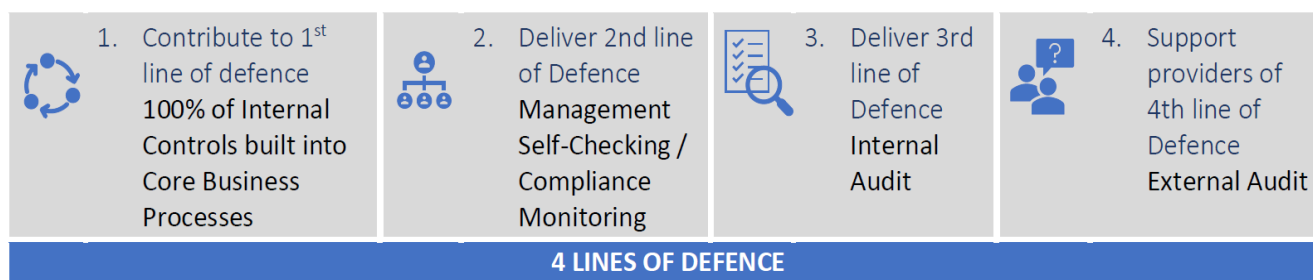 1. Contribute to 1st
line of defence
100% of Internal
Controls built into
Core Business
Processes
2. Deliver 2nd line
of Defence
Management
Self-Checking /
Compliance
Monitoring
3. Deliver 3rd
line of
Defence
Internal
Audit
?
4. Support
providers of
4th line of
Defence
External Audit
4 LINES OF DEFENCE